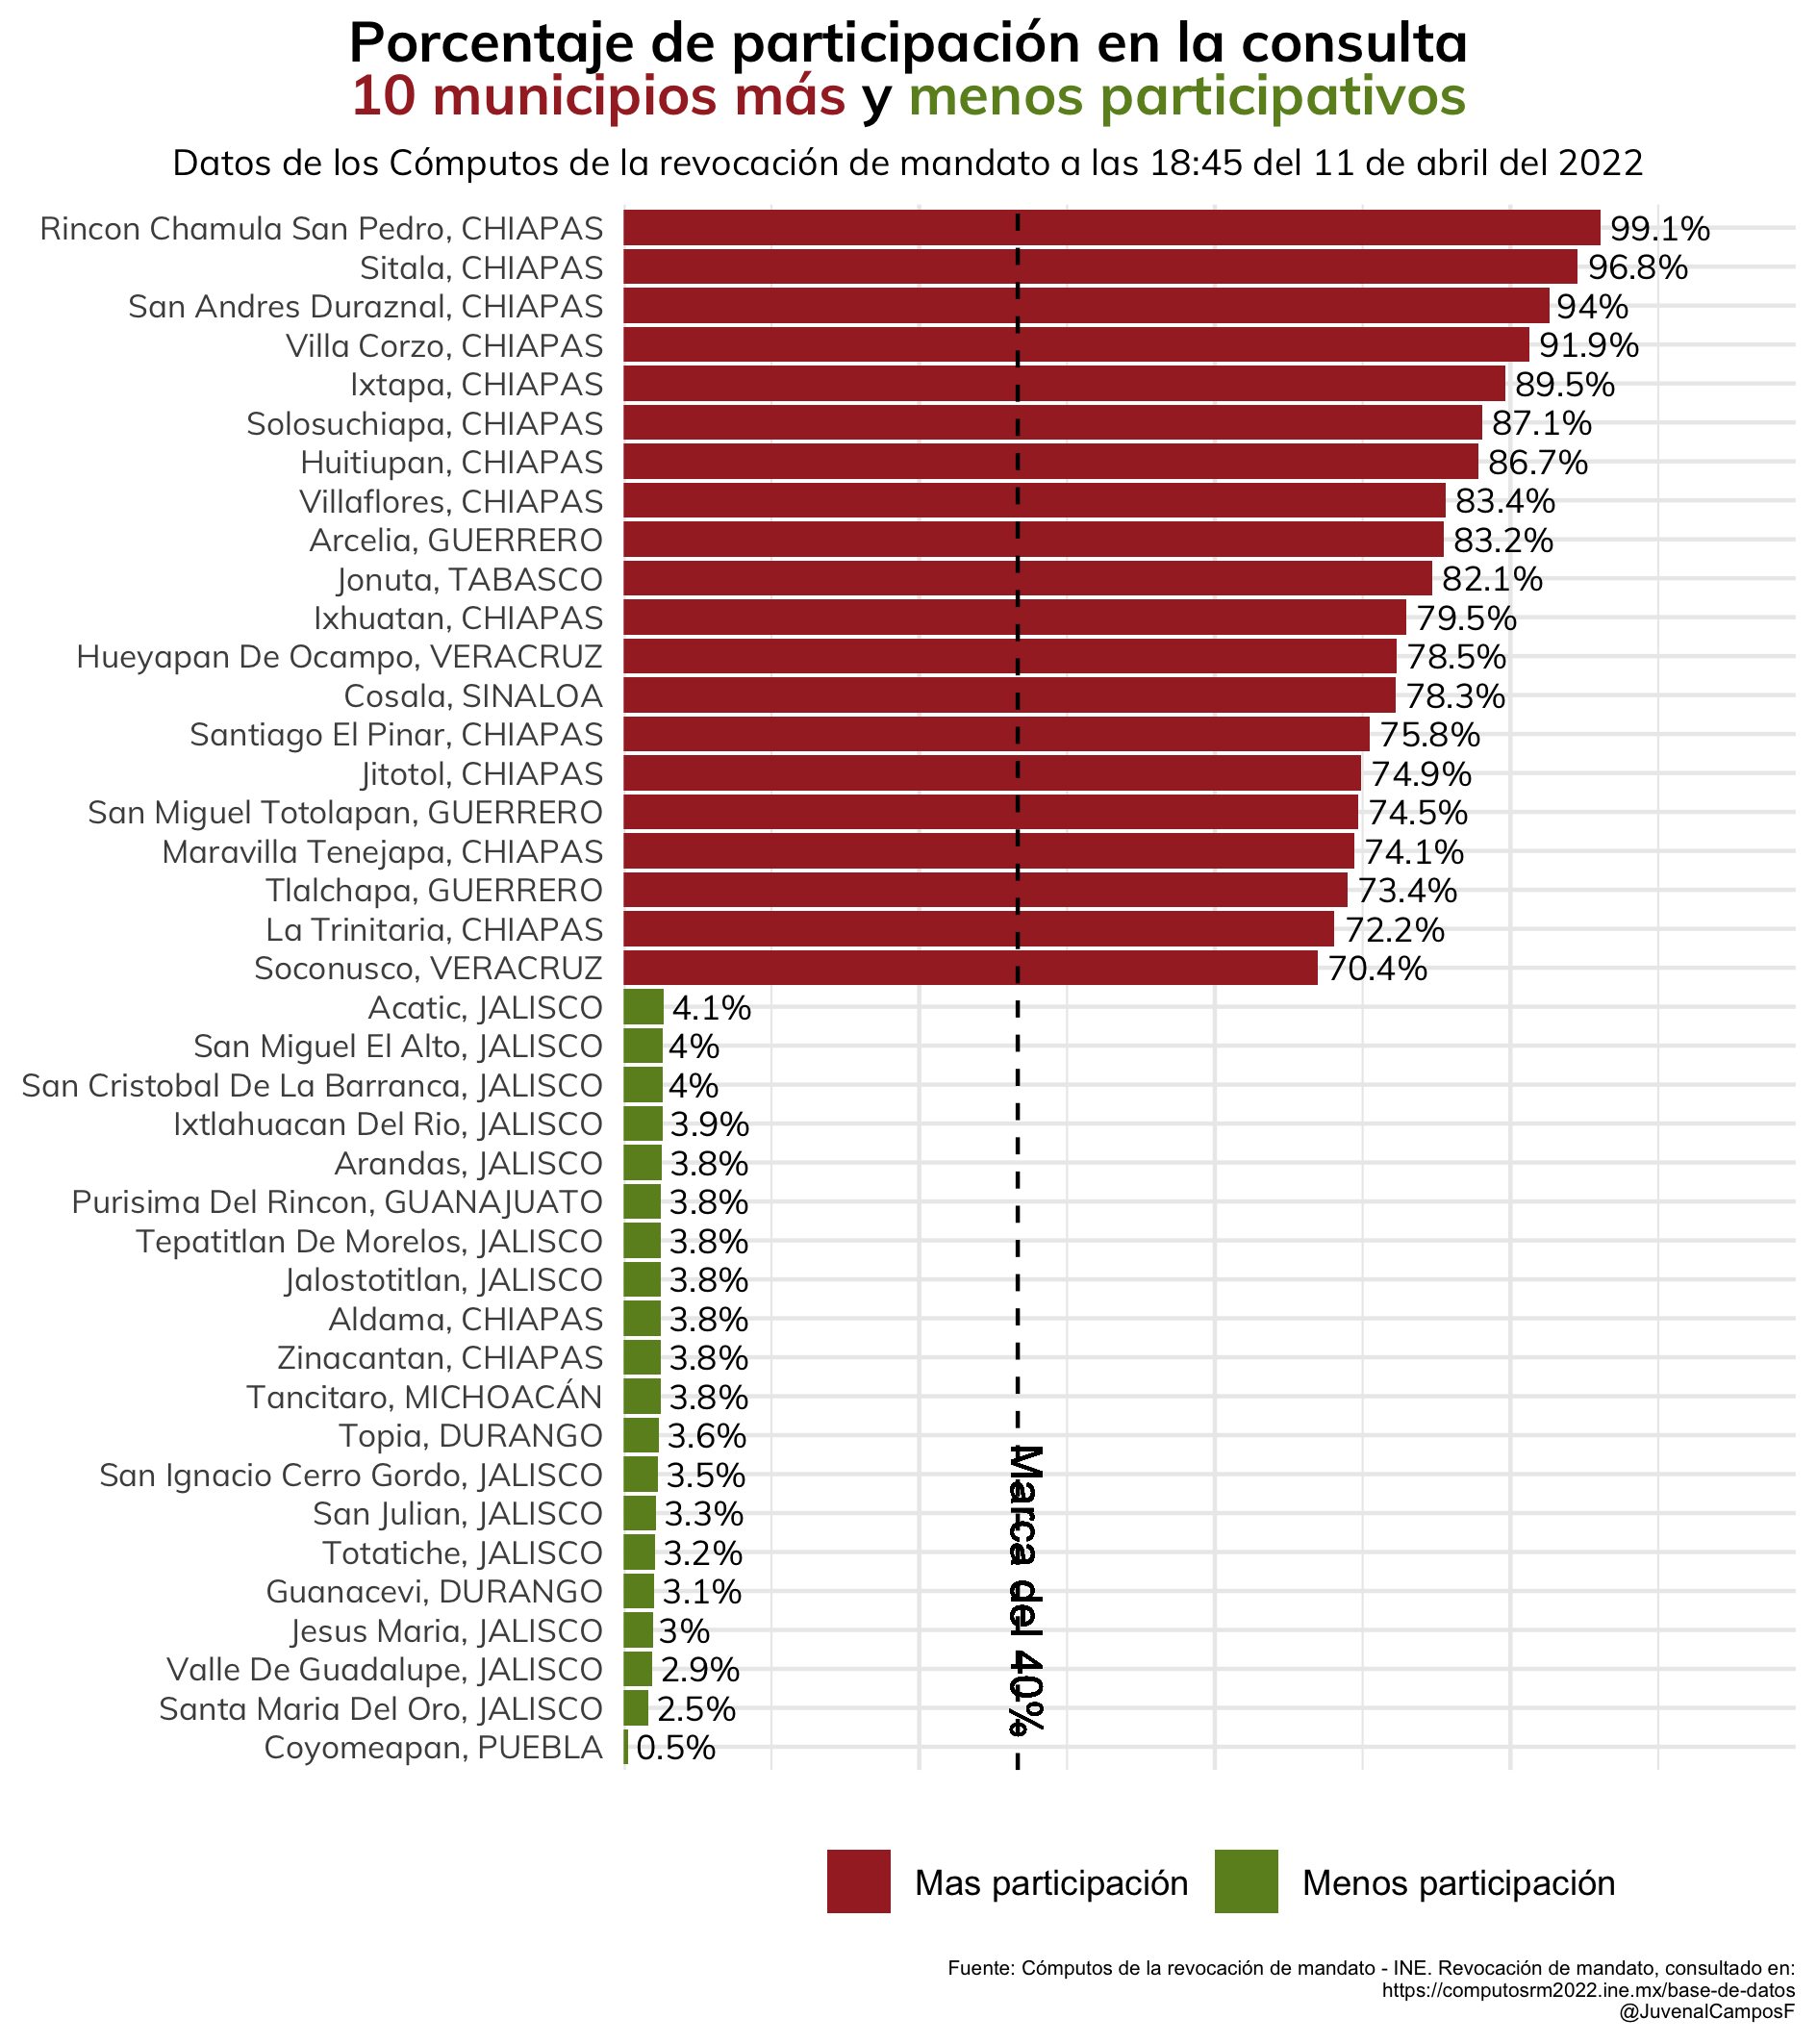 Porcentaje de participación en la consulta
10 municipios más y menos participativos
Datos de los Cómputos de la revocación de mandato a las 18:45 del 11 de abril del 2022
Rincon Chamula San Pedro, CHIAPAS 99.1%
Sitala, CHIAPAS 96.8%
San Andres Duraznal, CHIAPAS 94%
Villa Corzo, CHIAPAS 91.9%
Ixtapa, CHIAPAS 89.5%
Solosuchiapa, CHIAPAS 87.1%
Huitiupan, CHIAPAS 86.7%
Villaflores, CHIAPAS 83.4%
Arcelia, GUERRERO 83.2%
Jonuta, TABASCO 82.1%
Ixhuatan, CHIAPAS 79.5%
Hueyapan De Ocampo, VERACRUZ 78.5%
Cosala, SINALOA 78.3%
Santiago El Pinar, CHIAPAS 75.8%
Jitotol, CHIAPAS 74.9%
San Miguel Totolapan, GUERRERO 74.5%
Maravilla Tenejapa, CHIAPAS 74.1%
Tlalchapa, GUERRERO 73.4%
La Trinitaria, CHIAPAS 72.2%
Soconusco, VERACRUZ 70.4%
Acatic, JALISCO 4.1%
San Miguel El Alto, JALISCO 4%
San Cristobal De La Barranca, JALISCO 4%
Ixtlahuacan Del Rio, JALISCO 3.9%
Arandas, JALISCO 3.8%
Purisima Del Rincon, GUANAJUATO 3.8%
Tepatitlan De Morelos, JALISCO 3.8%
Jalostotitlan, JALISCO 3.8%
Aldama, CHIAPAS 3.8%
Zinacantan, CHIAPAS 3.8%
Tancitaro, MICHOACÁN 3.8%
Topia, DURANGO 3.6%
San Ignacio Cerro Gordo, JALISCO 3.5%
San Julian, JALISCO 3.3%
Totatiche, JALISCO 3.2%
Guanacevi, DURANGO 3.1%
Jesus Maria, JALISCO 3%
Valle De Guadalupe, JALISCO 2.9%
Santa Maria Del Oro, JALISCO 2.5%
Coyomeapan, PUEBLA 0.5%
Marca del 40%
Mas participación Menos participación
Fuente: Cómputos de la revocación de mandato - INE. Revocación de mandato, consultado en:
https://computosrm2022.ine.mx/base-de-datos
@JuvenalCamposF